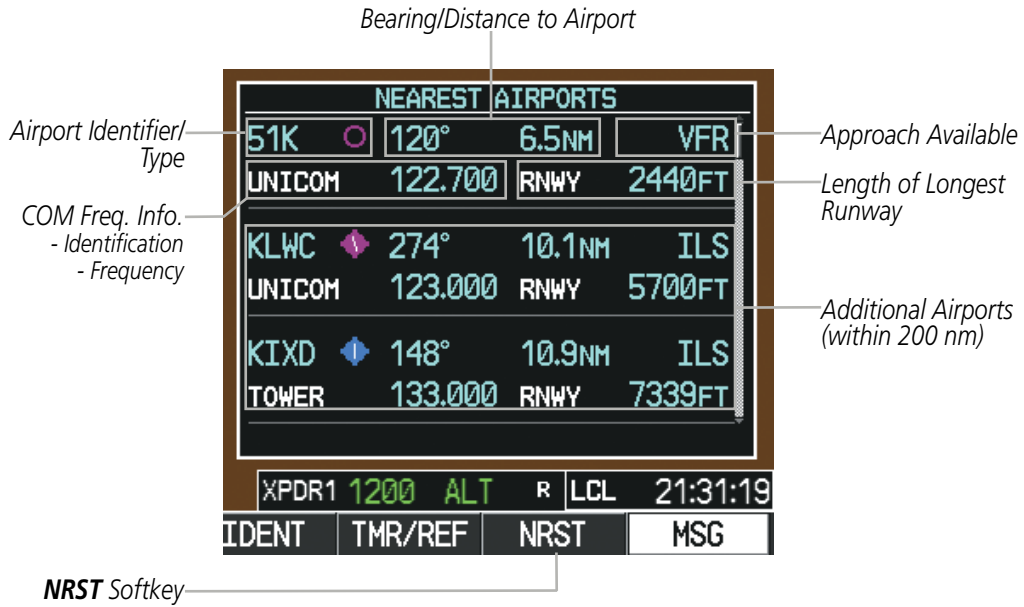 Bearing/Distance to Airport
NEAREST AIRPORTS
Airport Identifier/
Type
51K 120° 6.5NM VFR
Approach Available
UNICOM 122.700 RNWY 2440FT
Length of Longest
Runway
COM Freq. Info.
- Identification
- Frequency
KLWC 274° 10.1NM ILS
UNICOM 123.000 RNWY 5700FT
Additional Airports
(within 200 nm)
KIXD 148° 10.9NM ILS
TOWER 133.000 RNWY 7339FT
XPDR1 1200 ALT R LCL 21:31:19
IDENT TMR/REF NRST MSG
NRST Softkey